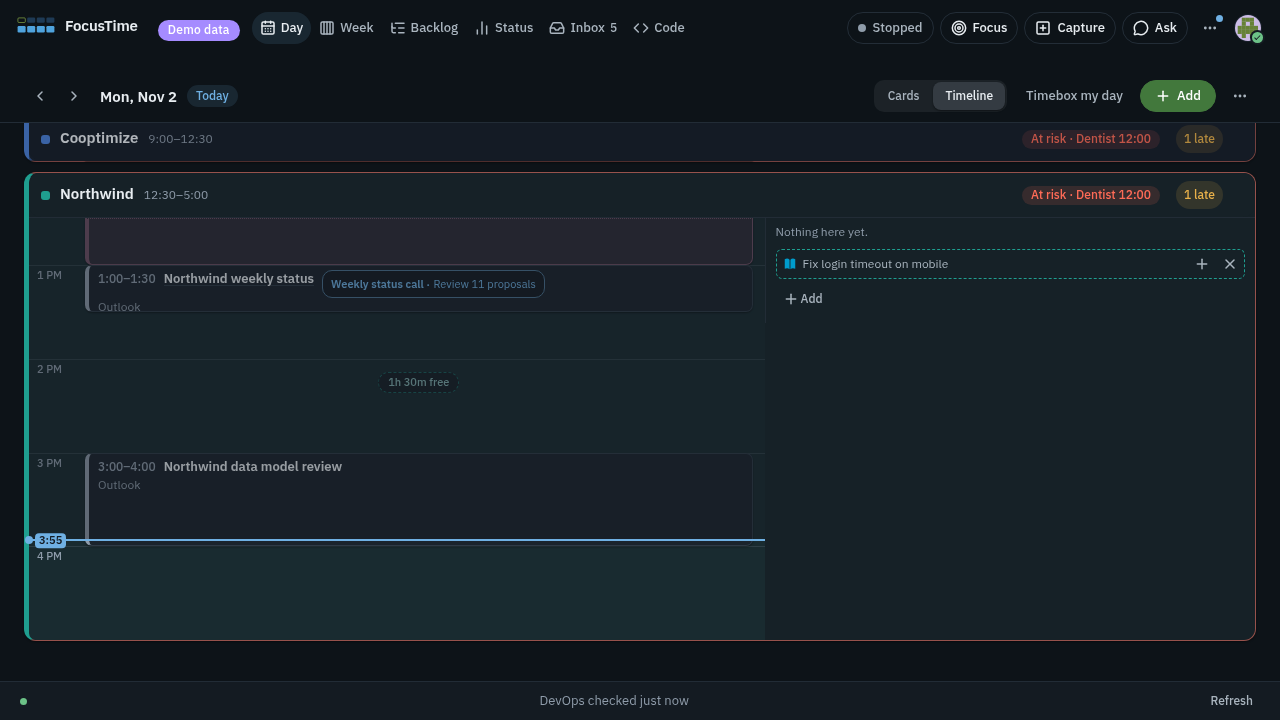 FocusTime
Demo data
Day
Week
Backlog
Status
Inbox 5
Code
Stopped
Focus
Capture
Ask
Mon, Nov 2
Today
Cards
Timeline
Timebox my day
Add
Cooptimize 9:00–12:30
At risk · Dentist 12:00
1 late
Northwind 12:30–5:00
At risk · Dentist 12:00
1 late
Nothing here yet.
Fix login timeout on mobile
Add
1 PM
1:00–1:30 Northwind weekly status
Weekly status call · Review 11 proposals
Outlook
2 PM
1h 30m free
3 PM
3:00–4:00 Northwind data model review
Outlook
3:55
4 PM
DevOps checked just now
Refresh